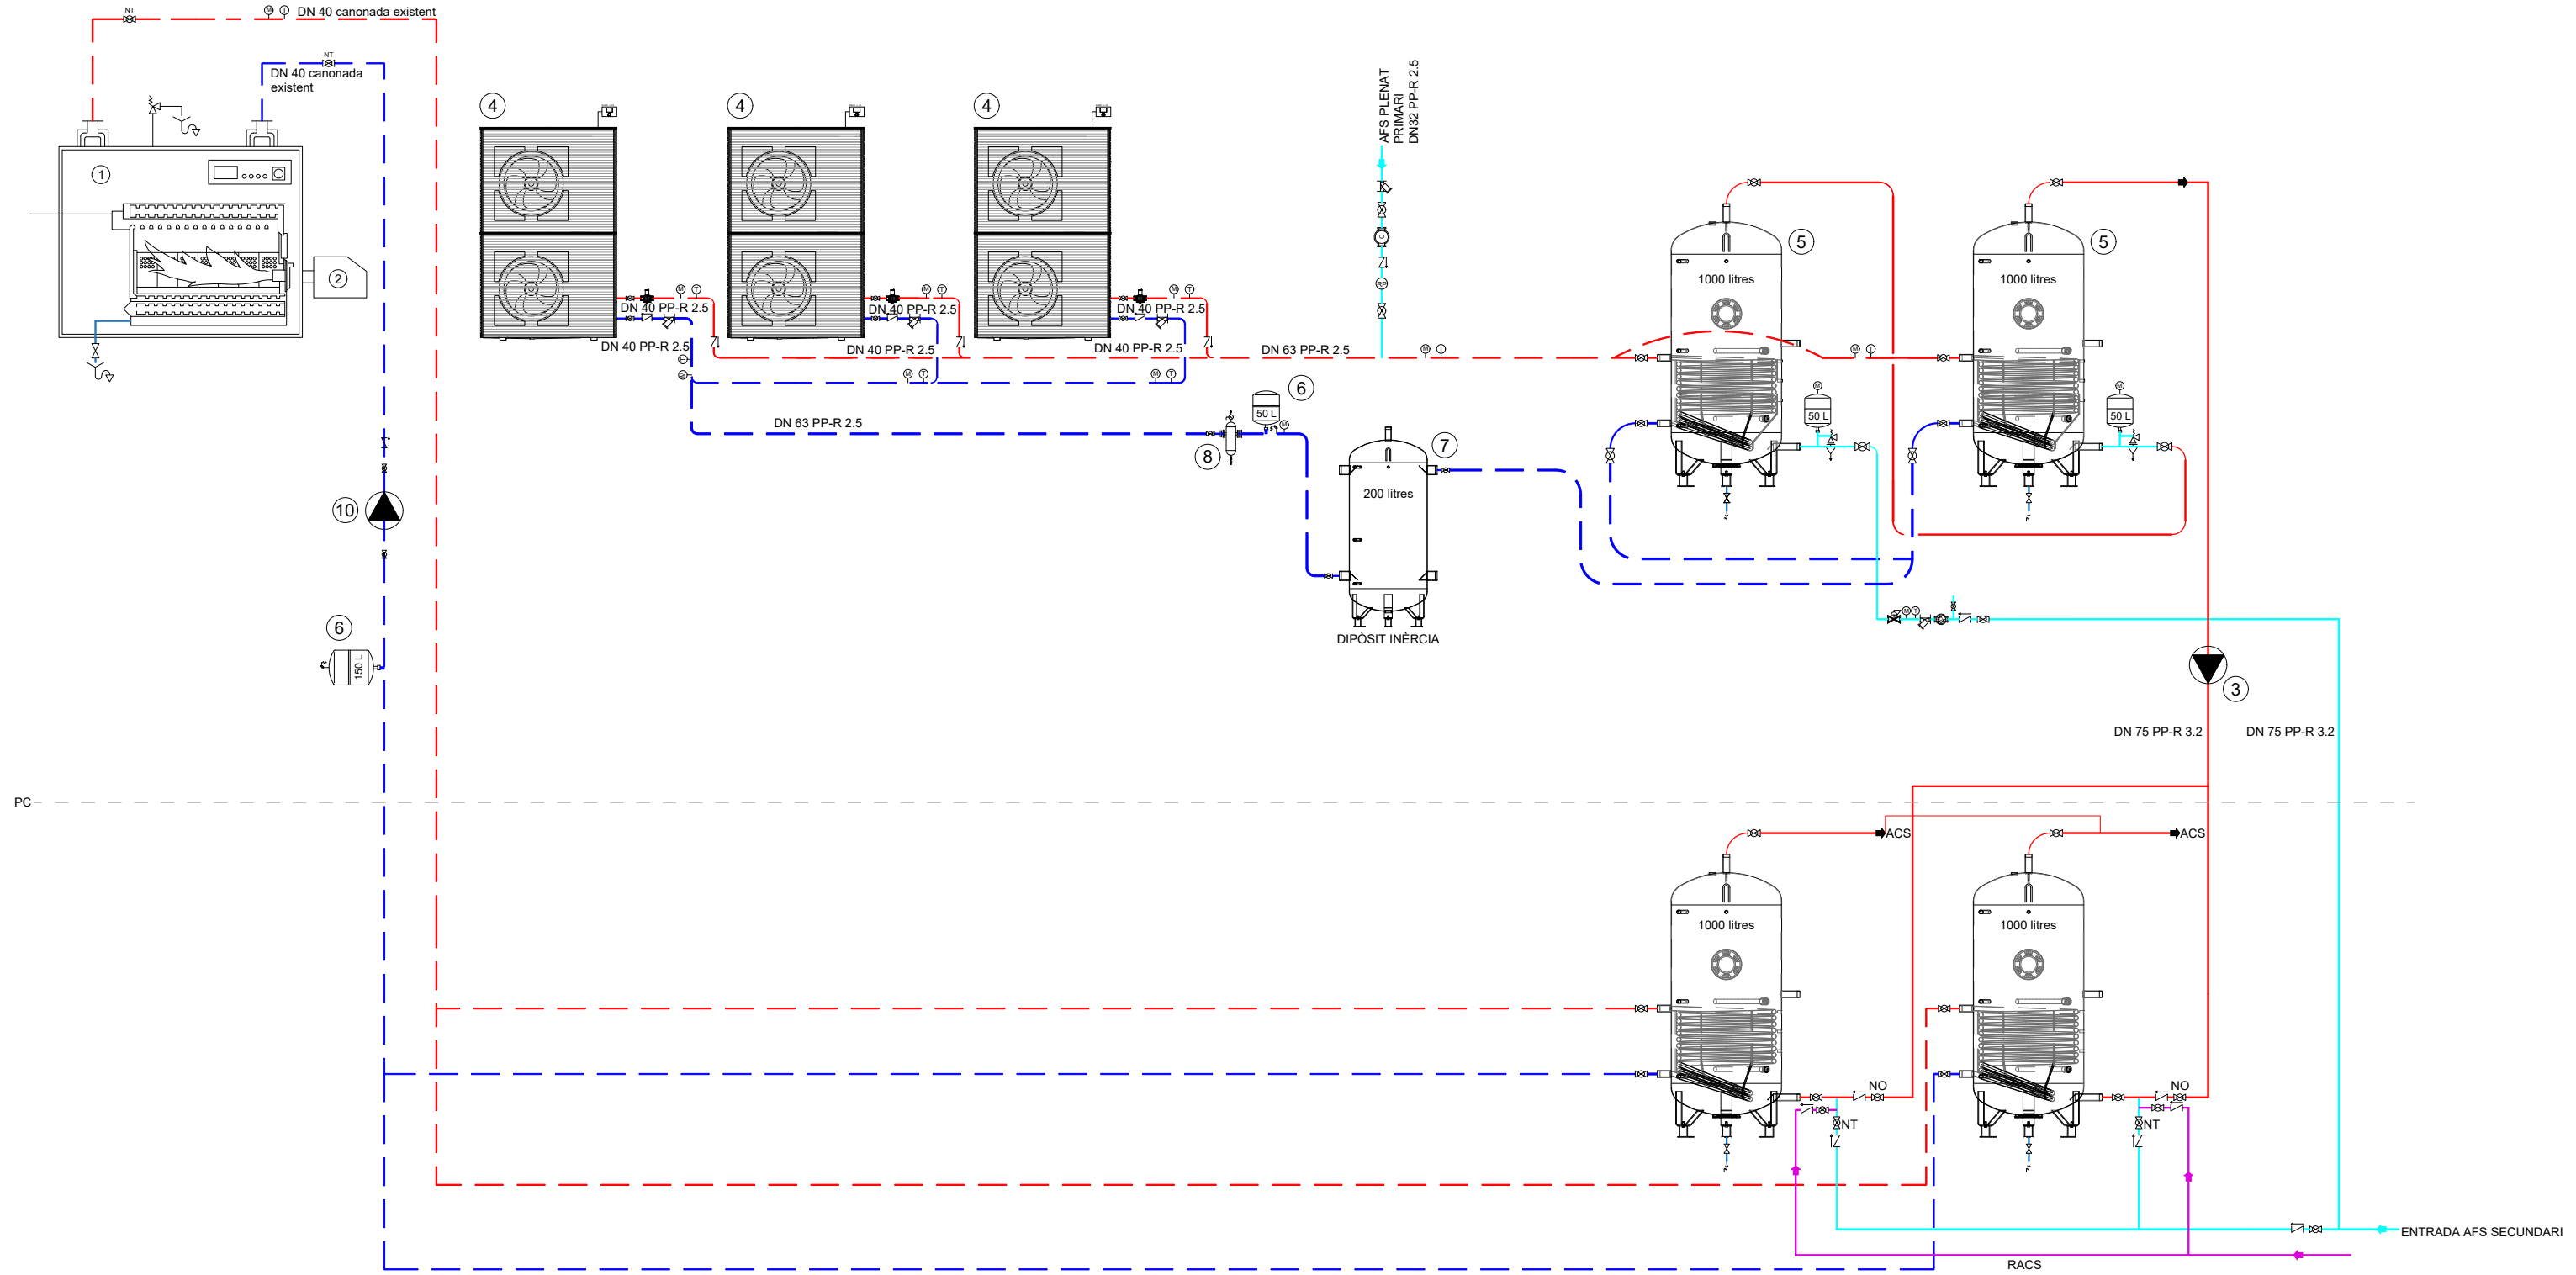 NT
M
T
DN 40 canonada existent
NT
DN 40 canonada
existent
1
2
4
4
4
AFS PLENAT
PRIMARI
DN32 PP-R 2.5
C
RP
M
T
M
T
M
T
DN 40 PP-R 2.5
DN 40 PP-R 2.5
DN 40 PP-R 2.5
DN 40 PP-R 2.5
DN 40 PP-R 2.5
DN 40 PP-R 2.5
DN 63 PP-R 2.5
M
T
M
T
T
M
M
T
M
T
DN 63 PP-R 2.5
8
50 L
6
M
7
200 litres
DIPÒSIT INÈRCIA
1000 litres
5
1000 litres
5
M
50 L
M
50 L
M
T
10
6
150 L
3
DN 75 PP-R 3.2
DN 75 PP-R 3.2
PC
ACS
ACS
1000 litres
1000 litres
NO
NO
NT
NT
ENTRADA AFS SECUNDARI
RACS